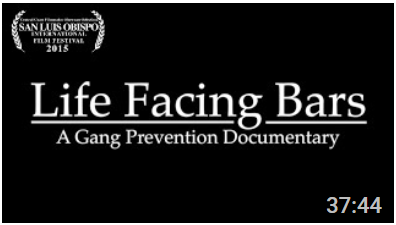 SAN LUIS OBISPO
INTERNATIONAL
FILM FESTIVAL
2015
Life Facing Bars
A Gang Prevention Documentary
37:44